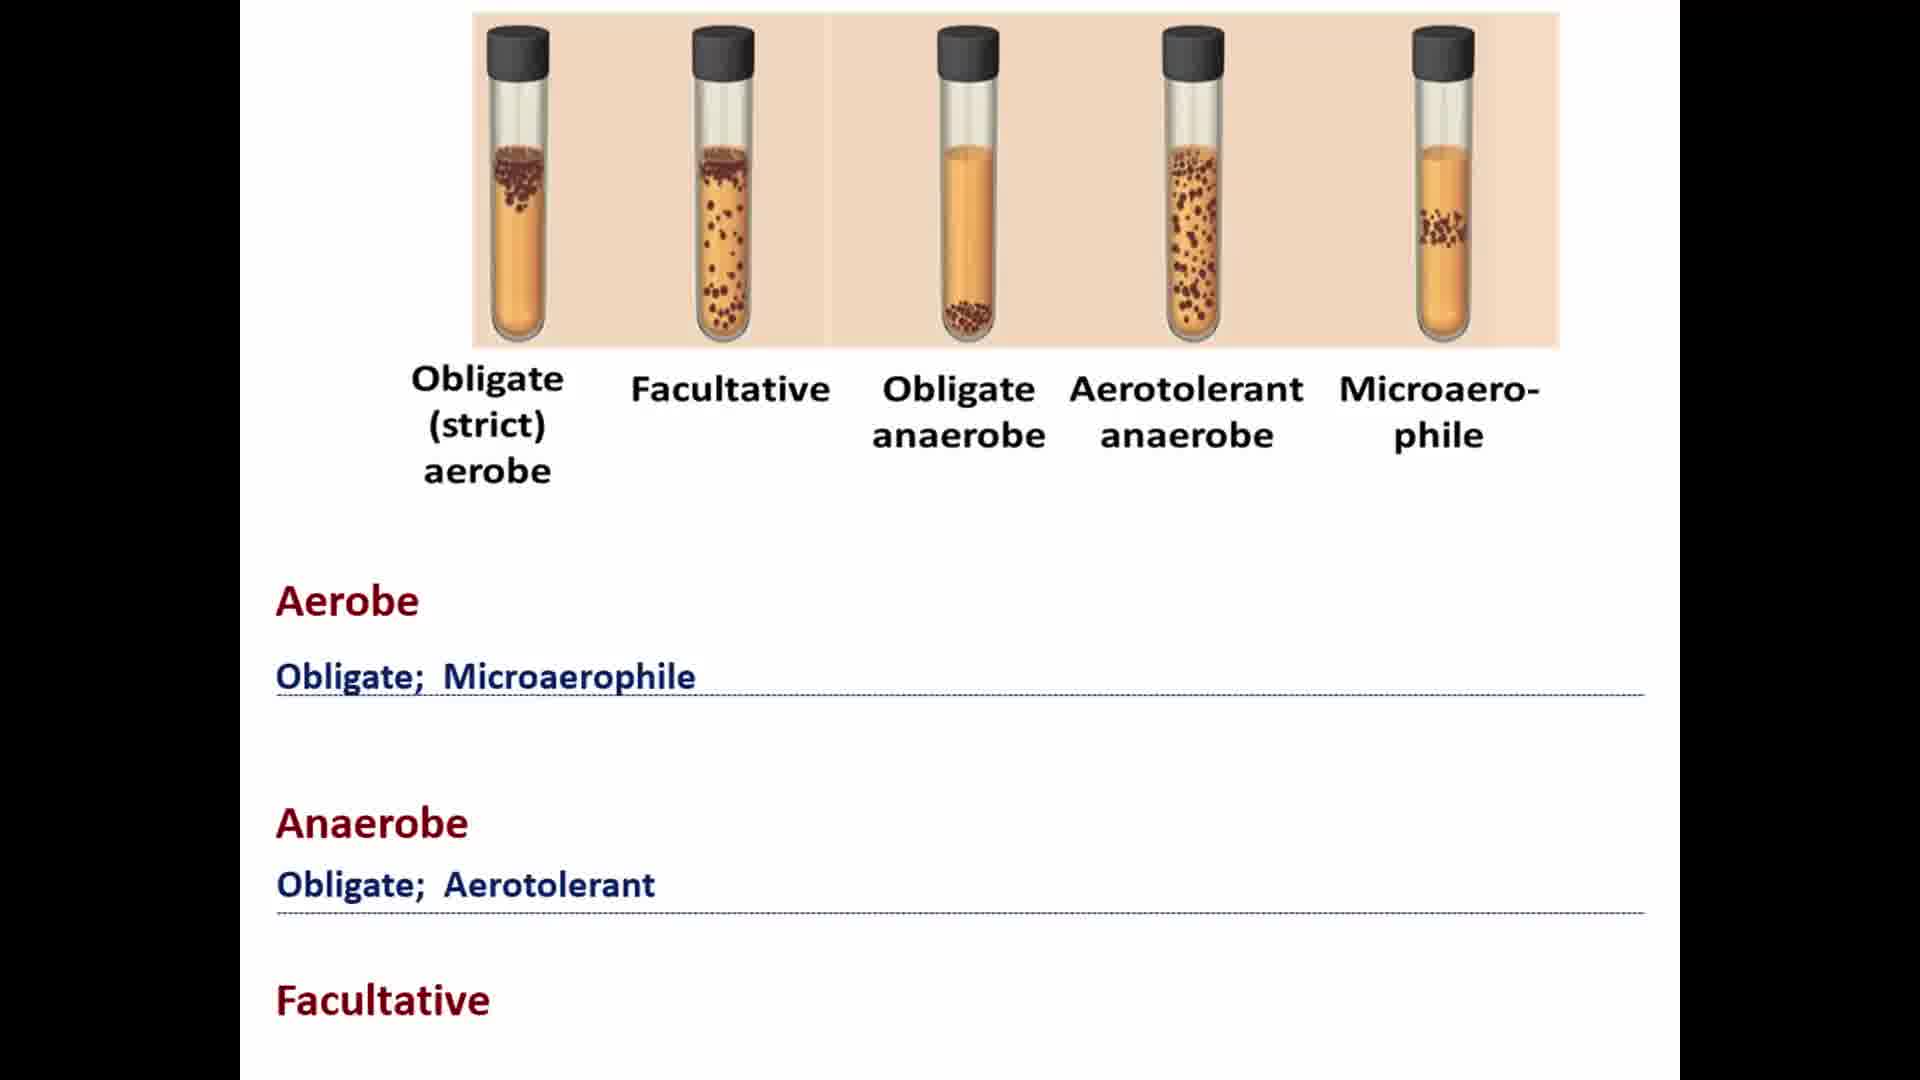 Obligate
(strict)
aerobe
Facultative
Obligate
anaerobe
Aerotolerant
anaerobe
Microaero-
phile
Aerobe
Obligate; Microaerophile
Anaerobe
Obligate; Aerotolerant
Facultative